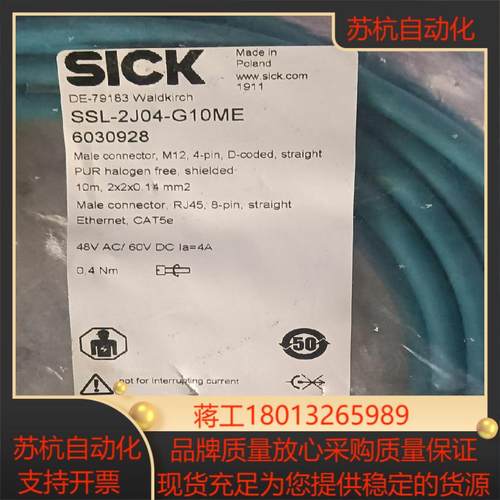 苏杭自动化
SICK
Made in
Poland
www.sick.com
1911
DE-79183 Waldkirch
SSL-2J04-G10ME
6030928
Male connector, M12, 4-pin, D-coded, straight
PUR halogen free, shielded
10m, 2x2x0.14 mm2
Male connector, RJ45, 8-pin, straight
Ethernet, CAT5e
48V AC/ 60V DC Ia=4A
0,4 Nm
50
not for interrupting current
蒋工18013265989
苏杭自动化
支持开票
品牌质量放心采购质量保证
现货充足为您提供稳定的货源